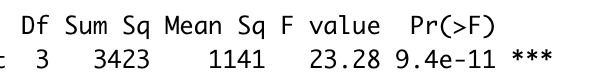 Df Sum Sq Mean Sq F value Pr(>F)
3 3423 1141 23.28 9.4e-11 ***